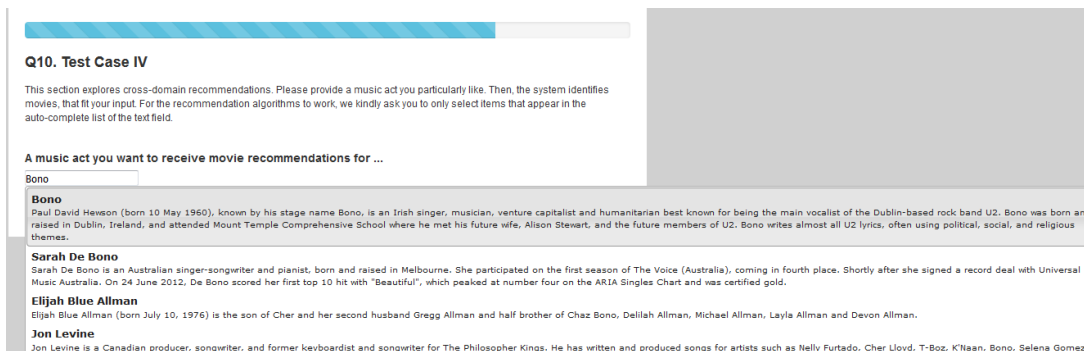 Q10. Test Case IV
This section explores cross-domain recommendations. Please provide a music act you particularly like. Then, the system identifies
movies, that fit your input. For the recommendation algorithms to work, we kindly ask you to only select items that appear in the
auto-complete list of the text field.
A music act you want to receive movie recommendations for ...
Bono
Bono
Paul David Hewson (born 10 May 1960), known by his stage name Bono, is an Irish singer, musician, venture capitalist and humanitarian best known for being the main vocalist of the Dublin-based rock band U2. Bono was born an
raised in Dublin, Ireland, and attended Mount Temple Comprehensive School where he met his future wife, Alison Stewart, and the future members of U2. Bono writes almost all U2 lyrics, often using political, social, and religious
themes.
Sarah De Bono
Sarah De Bono is an Australian singer-songwriter and pianist, born and raised in Melbourne. She participated on the first season of The Voice (Australia), coming in fourth place. Shortly after she signed a record deal with Universal
Music Australia. On 24 June 2012, De Bono scored her first top 10 hit with "Beautiful", which peaked at number four on the ARIA Singles Chart and was certified gold.
Elijah Blue Allman
Elijah Blue Allman (born July 10, 1976) is the son of Cher and her second husband Gregg Allman and half brother of Chaz Bono, Delilah Allman, Michael Allman, Layla Allman and Devon Allman.
Jon Levine
Jon Levine is a Canadian producer, songwriter, and former keyboardist and songwriter for The Philosopher Kings. He has written and produced songs for artists such as Nelly Furtado, Cher Lloyd, T-Boz, K'Naan, Bono, Selena Gomez